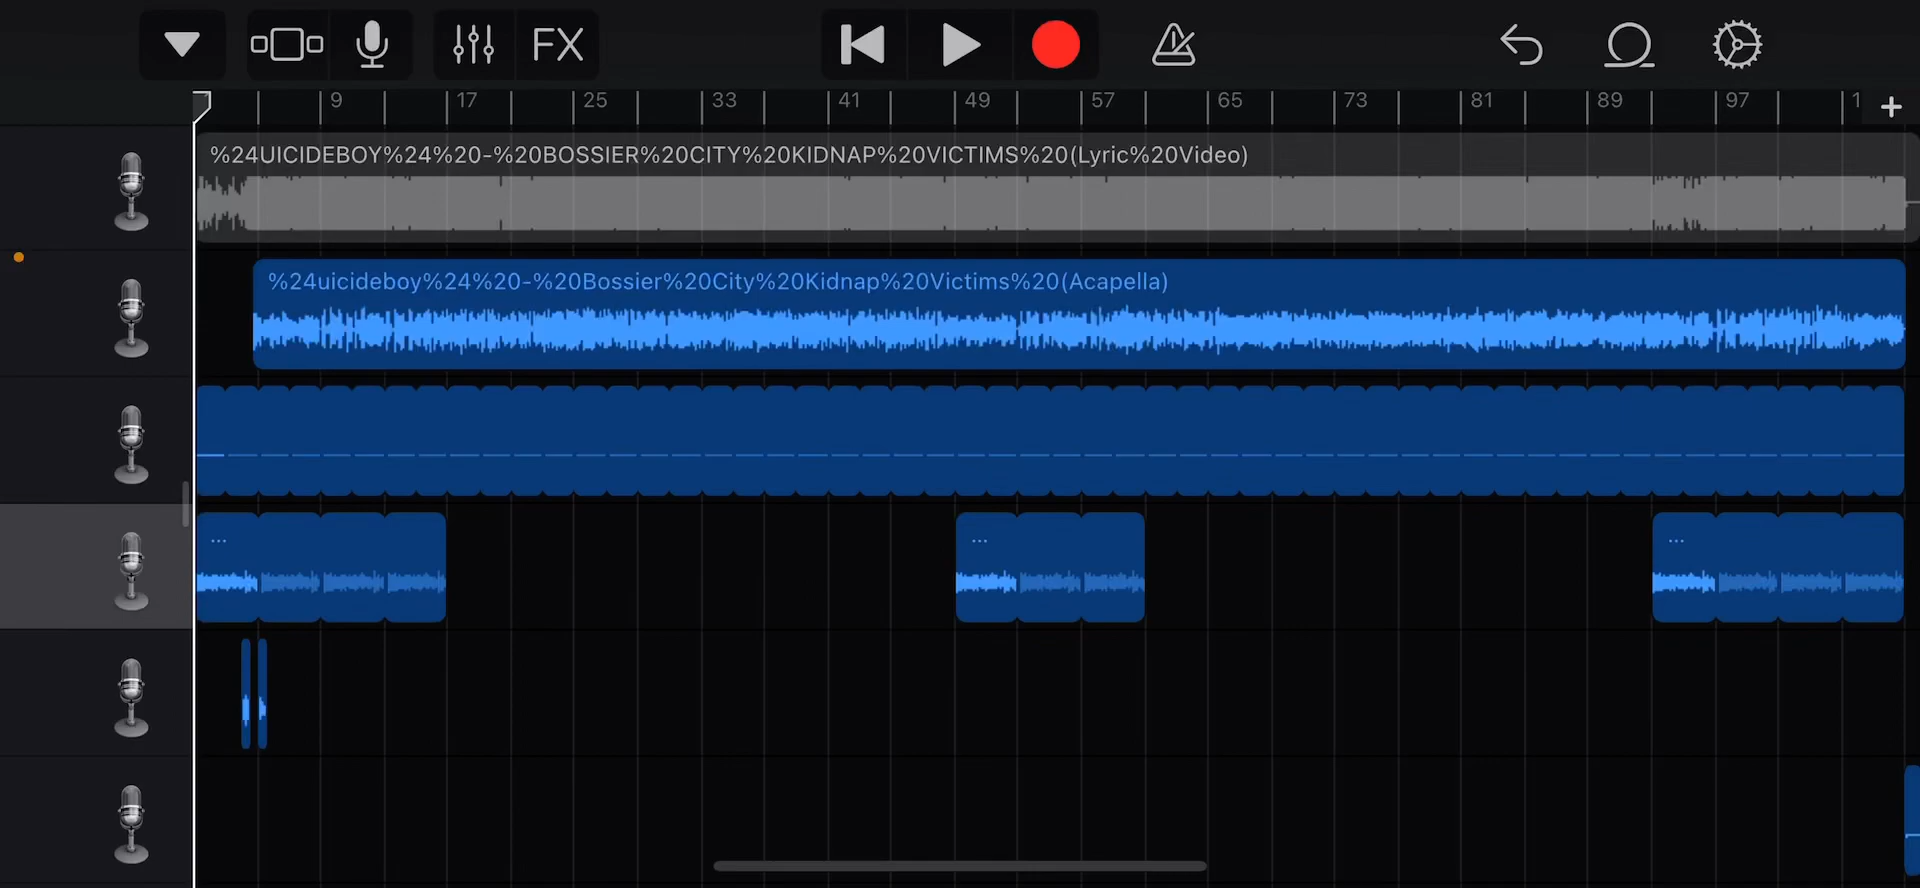 FX
9 17 25 33 41 49 57 65 73 81 89 97 1 +
%24UICIDEBOY%24%20-%20BOSSIER%20CITY%20KIDNAP%20VICTIMS%20(Lyric%20Video)
%24uicideboy%24%20-%20Bossier%20City%20Kidnap%20Victims%20(Acapella)
... ... ...